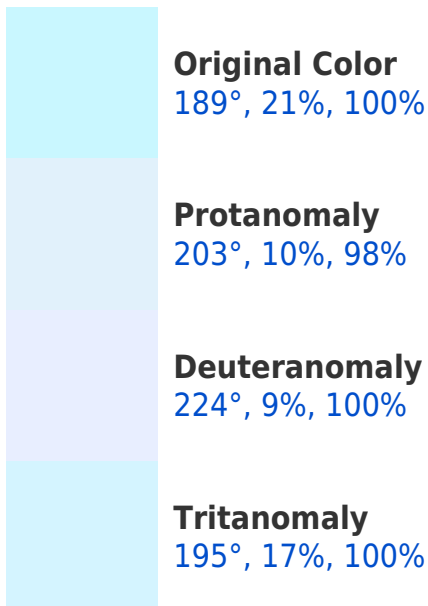 Original Color
189°, 21%, 100%
Protanomaly
203°, 10%, 98%
Deuteranomaly
224°, 9%, 100%
Tritanomaly
195°, 17%, 100%